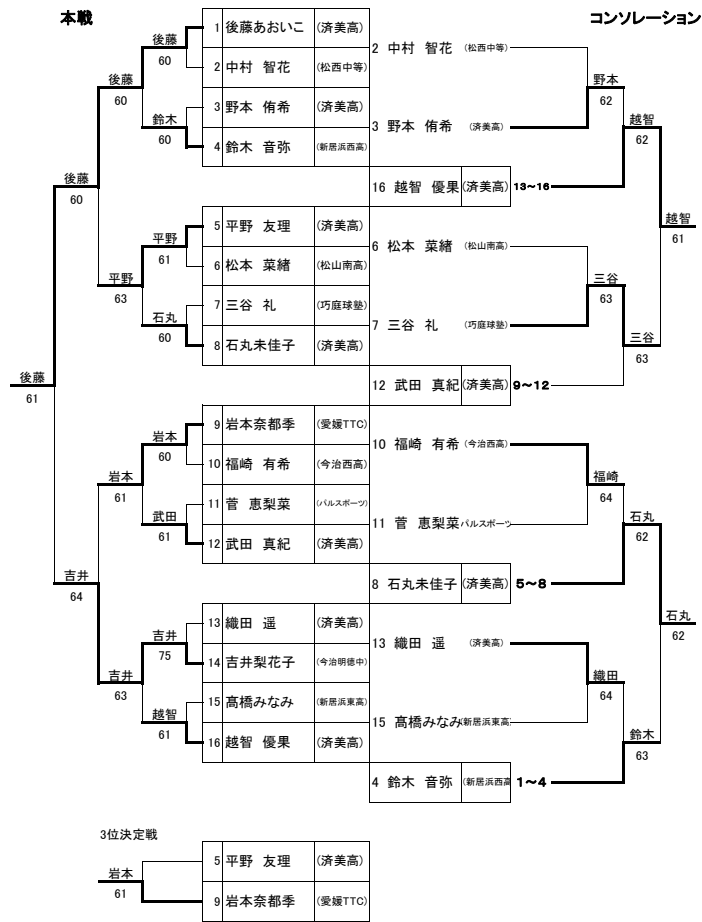 本戦
コンソレーション
後藤
60
1 後藤あおいこ (済美高)
2 中村 智花 (松西中等)
後藤
60
鈴木
60
3 野本 侑希 (済美高)
4 鈴木 音弥 (新居浜西高)
後藤
60
平野
61
5 平野 友理 (済美高)
6 松本 菜緒 (松山南高)
平野
63
石丸
60
7 三谷 礼 (巧庭球塾)
8 石丸未佳子 (済美高)
後藤
61
岩本
60
9 岩本奈都季 (愛媛TTC)
10 福崎 有希 (今治西高)
岩本
61
武田
61
11 菅 恵梨菜 (パルスポーツ)
12 武田 真紀 (済美高)
吉井
64
吉井
75
13 織田 遥 (済美高)
14 吉井梨花子 (今治明徳中)
吉井
63
越智
61
15 髙橋みなみ (新居浜東高)
16 越智 優果 (済美高)
2 中村 智花 (松西中等)
3 野本 侑希 (済美高)
野本
62
16 越智 優果 (済美高) 13~16
越智
62
越智
61
6 松本 菜緒 (松山南高)
7 三谷 礼 (巧庭球塾)
三谷
63
12 武田 真紀 (済美高) 9~12
三谷
63
10 福崎 有希 (今治西高)
11 菅 恵梨菜 パルスポーツ
福崎
64
8 石丸未佳子 (済美高) 5~8
石丸
62
石丸
62
13 織田 遥 (済美高)
15 髙橋みなみ (新居浜東高
織田
64
4 鈴木 音弥 (新居浜西高 1~4
鈴木
63
3位決定戦
岩本
61
5 平野 友理 (済美高)
9 岩本奈都季 (愛媛TTC)